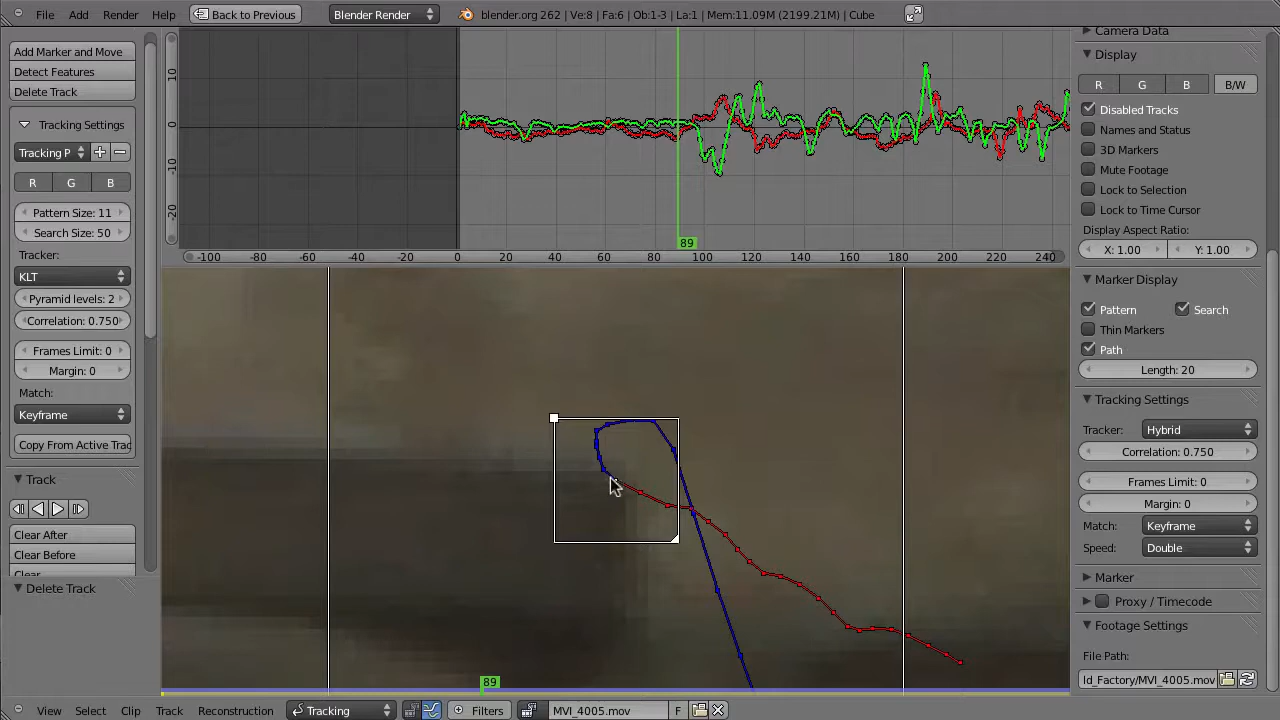 File Add Render Help Back to Previous Blender Render blender.org 262 | Ve:8 | Fa:6 | Ob:1-3 | La:1 | Mem:11.09M (2199.21M) | Cube
Add Marker and Move
Detect Features
Delete Track
Tracking Settings
Tracking P
R G B
Pattern Size: 11
Search Size: 50
Tracker:
KLT
Pyramid levels: 2
Correlation: 0.750
Frames Limit: 0
Margin: 0
Match:
Keyframe
Copy From Active Trac
Track
Clear After
Clear Before
Clear
Delete Track
10
0
-10
-20
89
-100 -80 -60 -40 -20 0 20 40 60 80 100 120 140 160 180 200 220 240
89
Camera Data
Display
R G B B/W
Disabled Tracks
Names and Status
3D Markers
Mute Footage
Lock to Selection
Lock to Time Cursor
Display Aspect Ratio:
X: 1.00 Y: 1.00
Marker Display
Pattern Search
Thin Markers
Path
Length: 20
Tracking Settings
Tracker: Hybrid
Correlation: 0.750
Frames Limit: 0
Margin: 0
Match: Keyframe
Speed: Double
Marker
Proxy / Timecode
Footage Settings
File Path:
ld_Factory/MVI_4005.mov
View Select Clip Track Reconstruction Tracking Filters MVI_4005.mov F